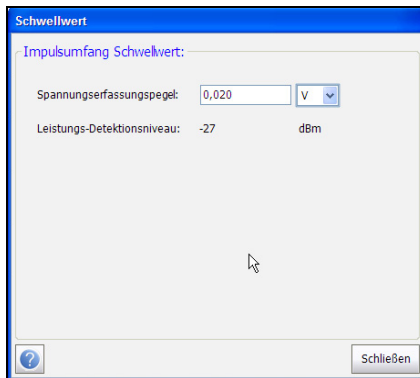 Schwellwert
Impulsumfang Schwellwert:
Spannungserfassungspegel: 0,020 V
Leistungs-Detektionsniveau: -27 dBm
?
Schließen